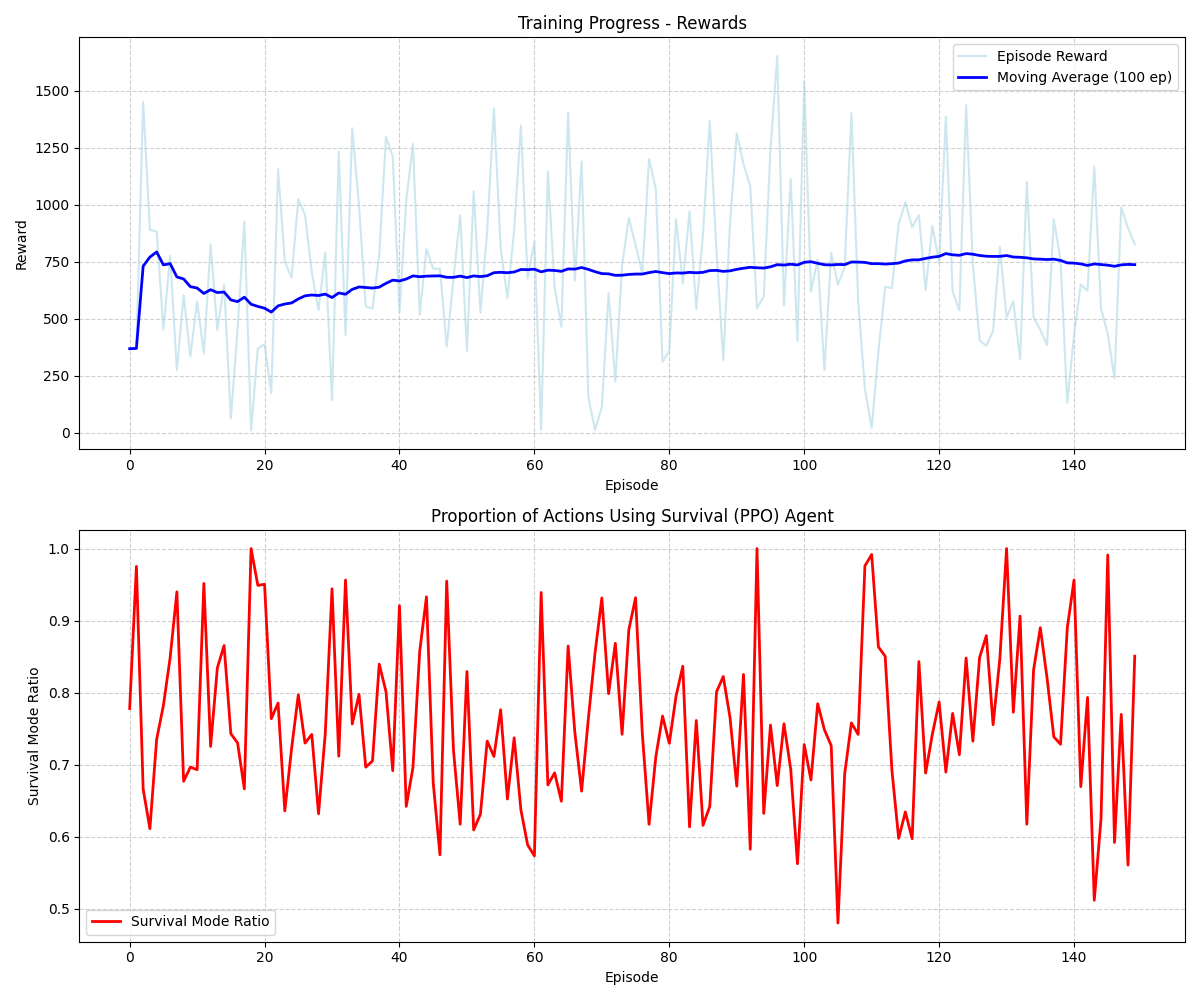 Training Progress - Rewards
Episode Reward
Moving Average (100 ep)
Reward
1500
1250
1000
750
500
250
0
0 20 40 60 80 100 120 140
Episode
Proportion of Actions Using Survival (PPO) Agent
Survival Mode Ratio
1.0
0.9
0.8
0.7
0.6
0.5
Survival Mode Ratio
0 20 40 60 80 100 120 140
Episode